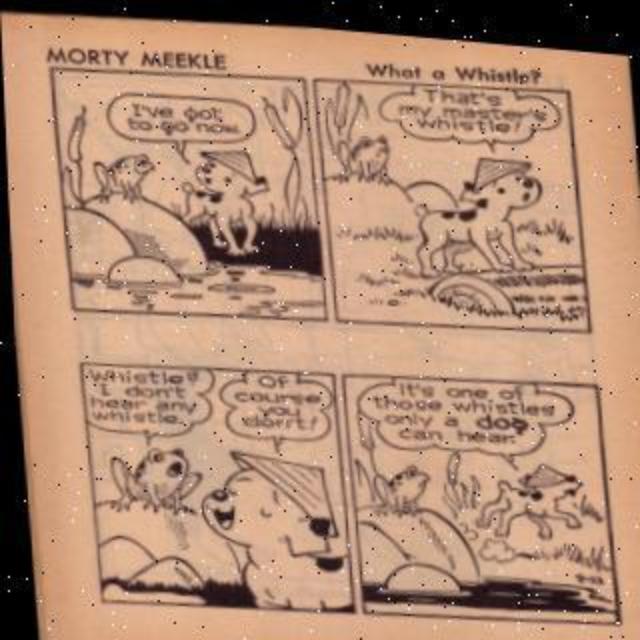 MORTY MEEKLE
What a Whistle?
I've got
to go now.
That's
my master's
whistle!
Whistle?
I don't
hear any
whistle.
Of
course
you
don't!
It's one of
those whistles
only a dog
can hear.